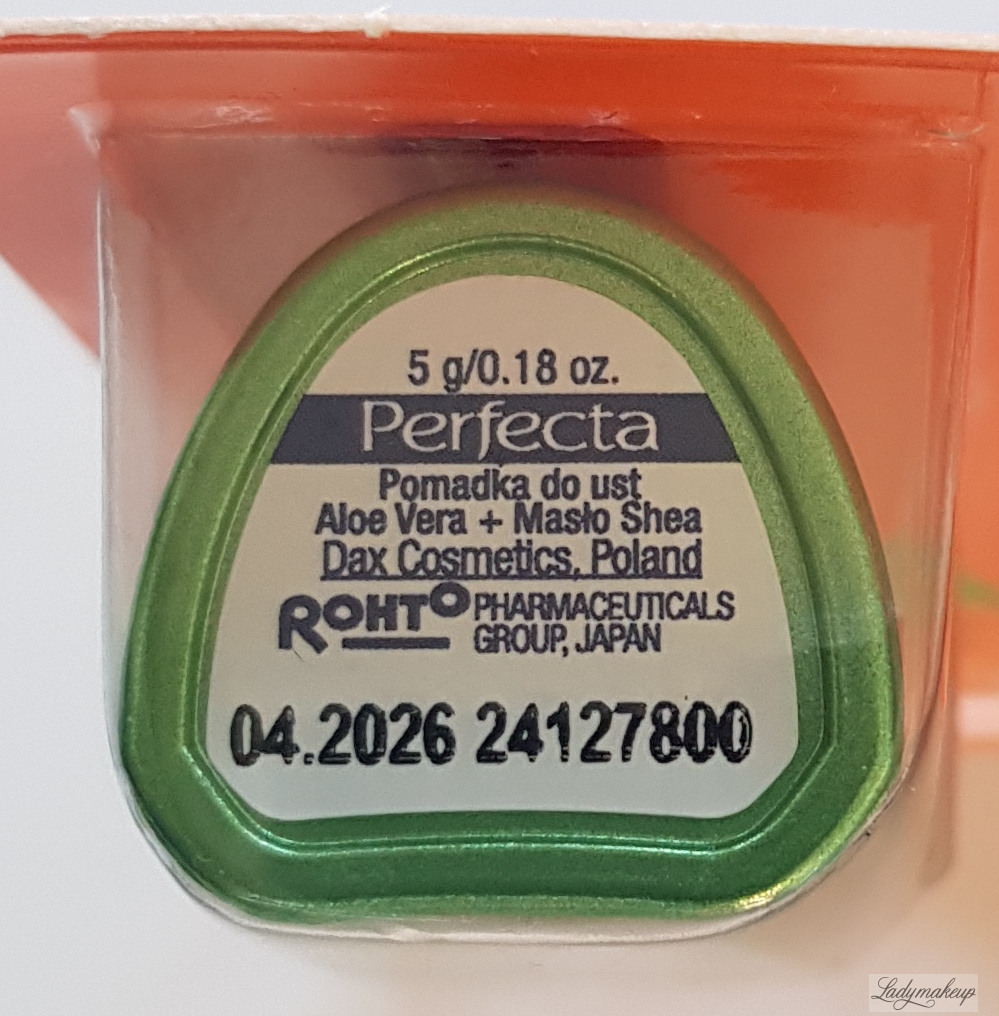 5 g/0.18 oz.
Perfecta
Pomadka do ust
Aloe Vera + Masło Shea
Dax Cosmetics, Poland
ROHTO PHARMACEUTICALS
GROUP, JAPAN
04.2026 24127800
Ladymakeup